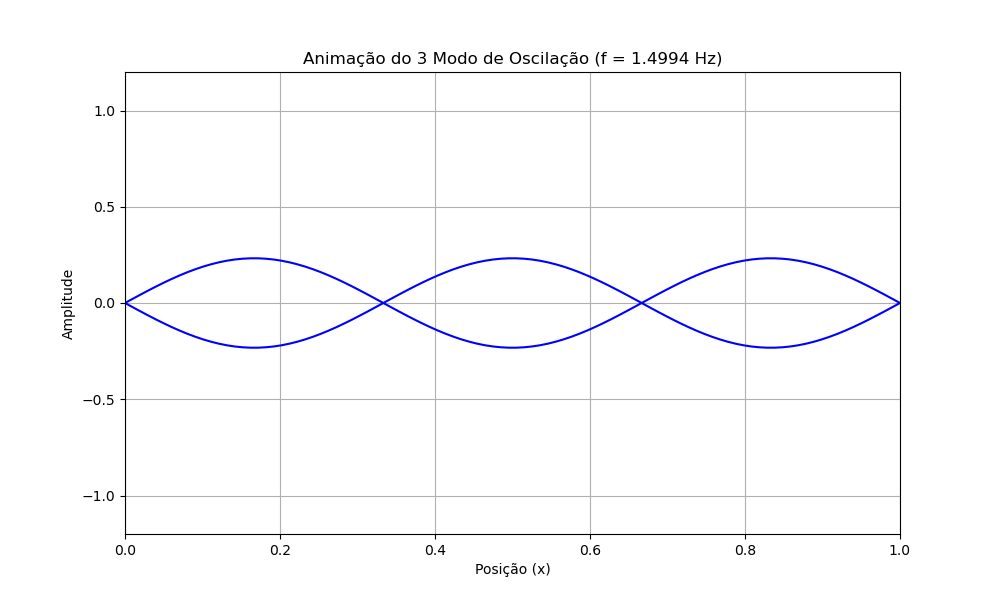 Animação do 3 Modo de Oscilação (f = 1.4994 Hz)
1.0
0.5
0.0
−0.5
−1.0
Amplitude
0.0 0.2 0.4 0.6 0.8 1.0
Posição (x)